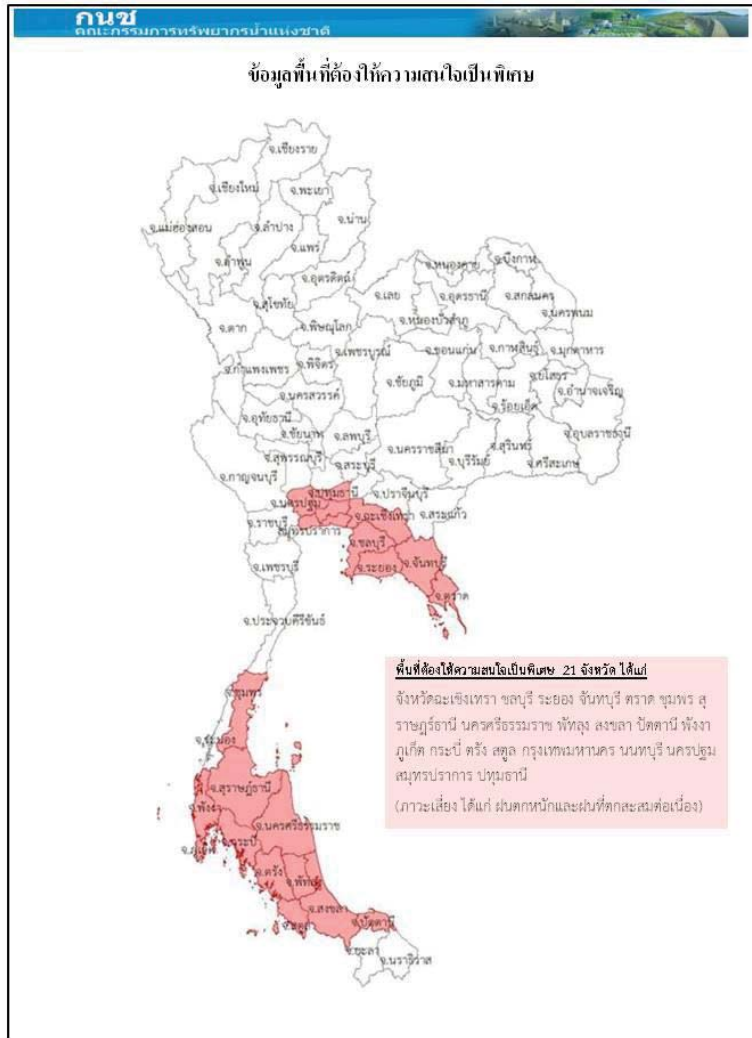 กนช
คณะกรรมการทรัพยากรน้ำแห่งชาติ
ข้อมูลพื้นที่ต้องให้ความสนใจเป็นพิเศษ
จ.เชียงราย
จ.เชียงใหม่
จ.พะเยา
จ.น่าน
จ.แม่ฮ่องสอน
จ.ลำปาง
จ.แพร่
จ.ลำพูน
จ.อุตรดิตถ์
จ.บึงกาฬ
จ.หนองคาย
จ.เลย
จ.อุดรธานี
จ.สกลนคร
จ.นครพนม
จ.สุโขทัย
จ.ตาก
จ.พิษณุโลก
จ.หนองบัวลำภู
จ.เพชรบูรณ์
จ.ขอนแก่น
จ.กาฬสินธุ์
จ.มุกดาหาร
จ.กำแพงเพชร
จ.พิจิตร
จ.ชัยภูมิ
จ.มหาสารคาม
จ.ยโสธร
จ.อำนาจเจริญ
จ.นครสวรรค์
จ.ร้อยเอ็ด
จ.อุทัยธานี
จ.ชัยนาท
จ.ลพบุรี
จ.นครราชสีมา
จ.สุรินทร์
จ.อุบลราชธานี
จ.สุพรรณบุรี
จ.สระบุรี
จ.บุรีรัมย์
จ.ศรีสะเกษ
จ.กาญจนบุรี
จ.ปทุมธานี
จ.ปราจีนบุรี
จ.นครปฐม
จ.ฉะเชิงเทรา
จ.สระแก้ว
จ.ราชบุรี
สมุทรปราการ
จ.ชลบุรี
จ.เพชรบุรี
จ.ระยอง
จ.จันทบุรี
จ.ตราด
จ.ประจวบคีรีขันธ์
พื้นที่ต้องให้ความสนใจเป็นพิเศษ 21 จังหวัด ได้แก่
จังหวัดฉะเชิงเทรา ชลบุรี ระยอง จันทบุรี ตราด ชุมพร สุ
ราษฎร์ธานี นครศรีธรรมราช พัทลุง สงขลา ปัตตานี พังงา
ภูเก็ต กระบี่ ตรัง สตูล กรุงเทพมหานคร นนทบุรี นครปฐม
สมุทรปราการ ปทุมธานี
(ภาวะเสี่ยง ได้แก่ ฝนตกหนักและฝนที่ตกสะสมต่อเนื่อง)
จ.ชุมพร
จ.ระนอง
จ.สุราษฎ์ธานี
จ.พังงา
จ.นครศรีธรรมราช
จ.กระบี่
จ.ภูเก็ต
จ.ตรัง
จ.พัทลุง
จ.สงขลา
จ.สตูล
จ.ปัตตานี
จ.ยะลา
จ.นราธิวาส